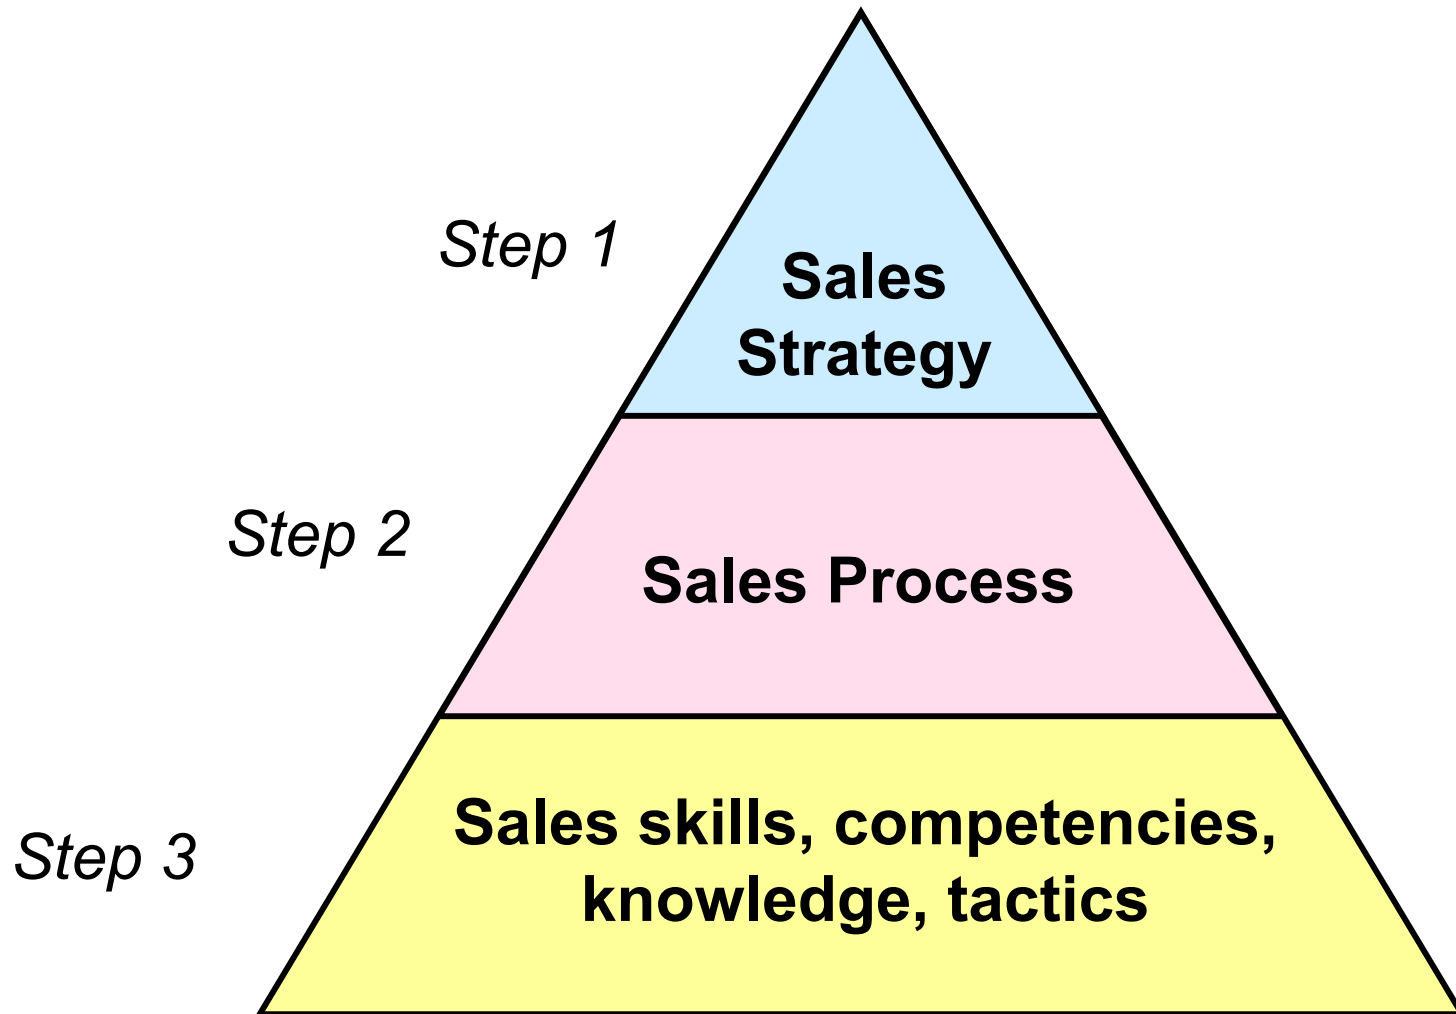 Step 1
Sales
Strategy
Step 2
Sales Process
Step 3
Sales skills, competencies,
knowledge, tactics